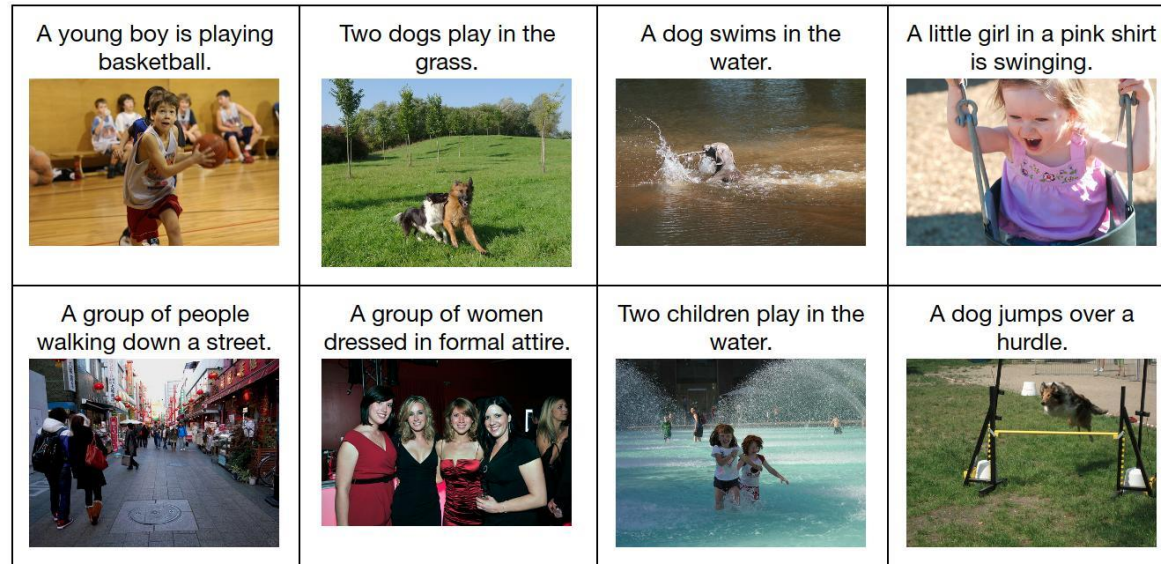 A young boy is playing
basketball.
Two dogs play in the
grass.
A dog swims in the
water.
A little girl in a pink shirt
is swinging.
A group of people
walking down a street.
A group of women
dressed in formal attire.
Two children play in the
water.
A dog jumps over a
hurdle.